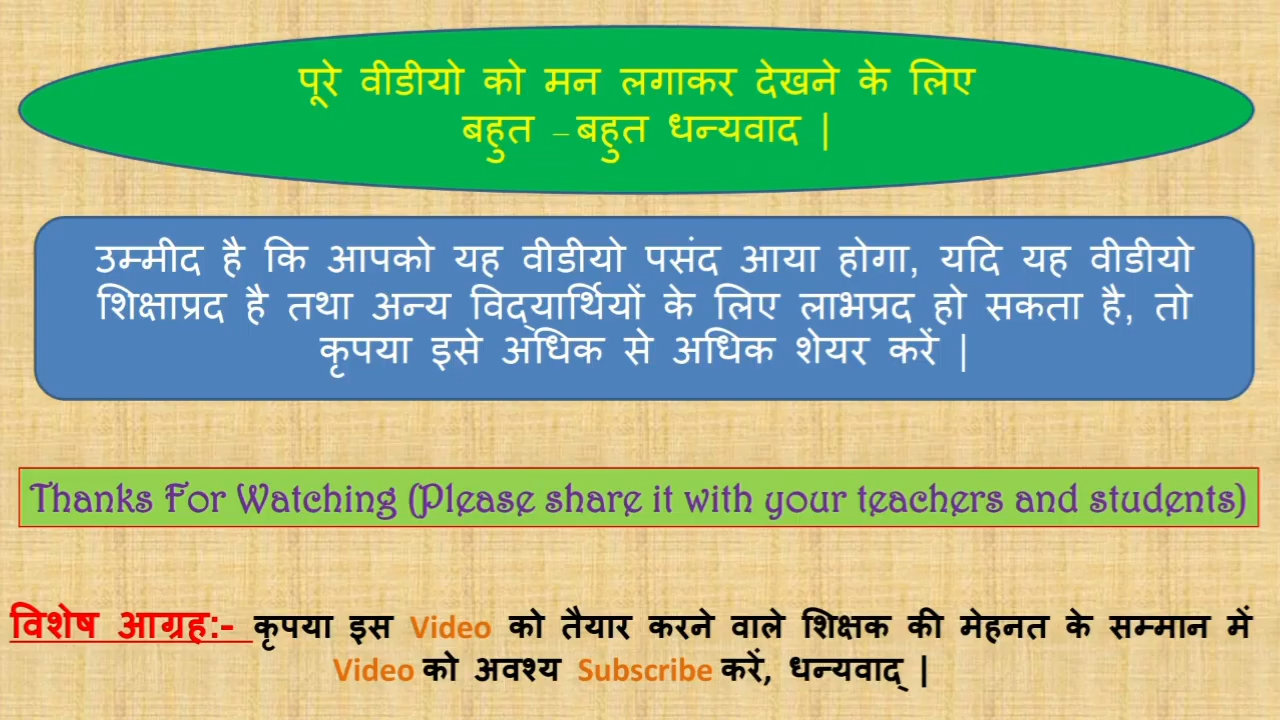 पूरे वीडीयो को मन लगाकर देखने के लिए
बहुत – बहुत धन्यवाद |
उम्मीद है कि आपको यह वीडीयो पसंद आया होगा, यदि यह वीडीयो
शिक्षाप्रद है तथा अन्य विद्यार्थियों के लिए लाभप्रद हो सकता है, तो
कृपया इसे अधिक से अधिक शेयर करें |
Thanks For Watching (Please share it with your teachers and students)
विशेष आग्रह:- कृपया इस Video को तैयार करने वाले शिक्षक की मेहनत के सम्मान में
Video को अवश्य Subscribe करें, धन्यवाद् |